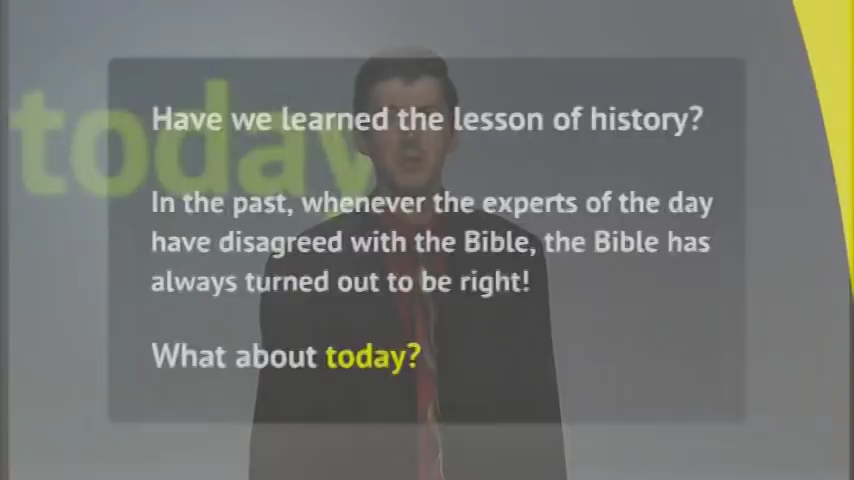 today
Have we learned the lesson of history?
In the past, whenever the experts of the day
have disagreed with the Bible, the Bible has
always turned out to be right!
What about today?